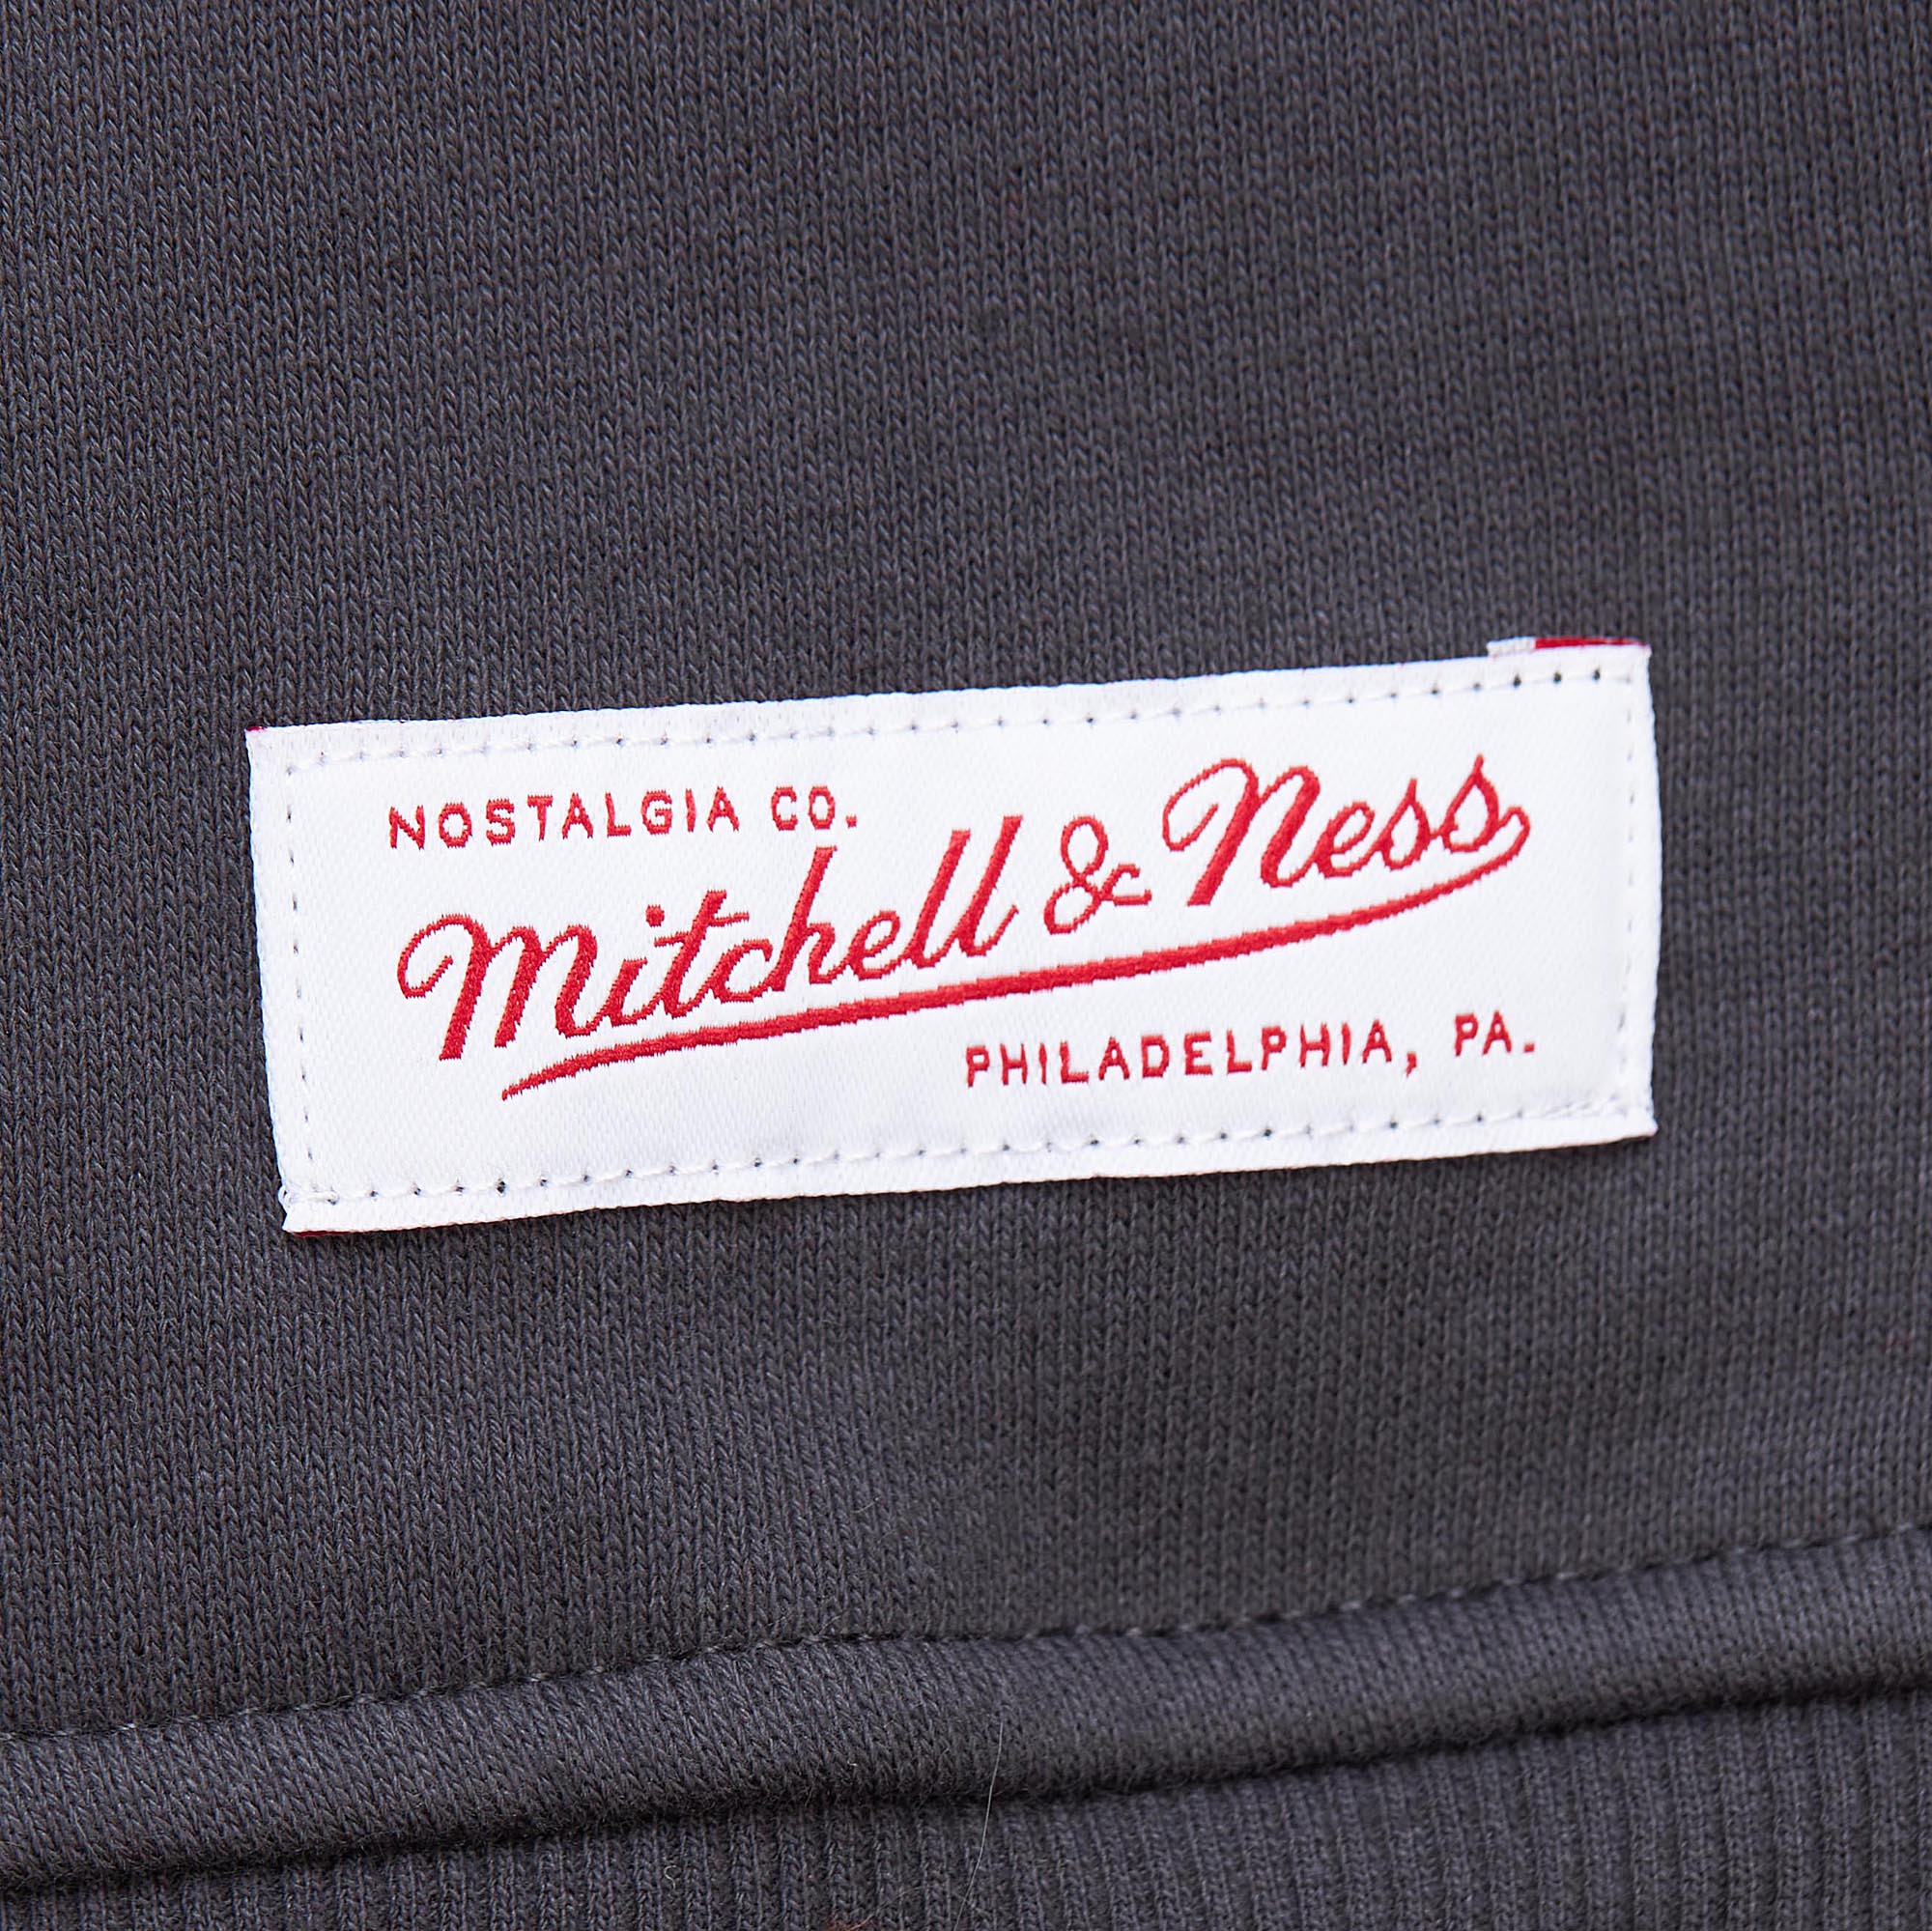 NOSTALGIA CO.
Mitchell & Ness
PHILADELPHIA, PA.